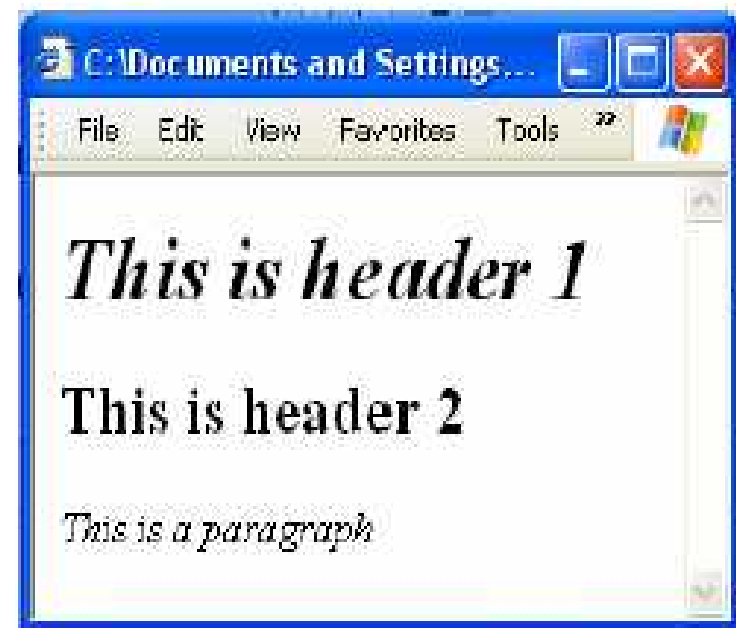 C:\Documents and Settings...
File Edit View Favorites Tools »
This is header 1
This is header 2
This is a paragraph